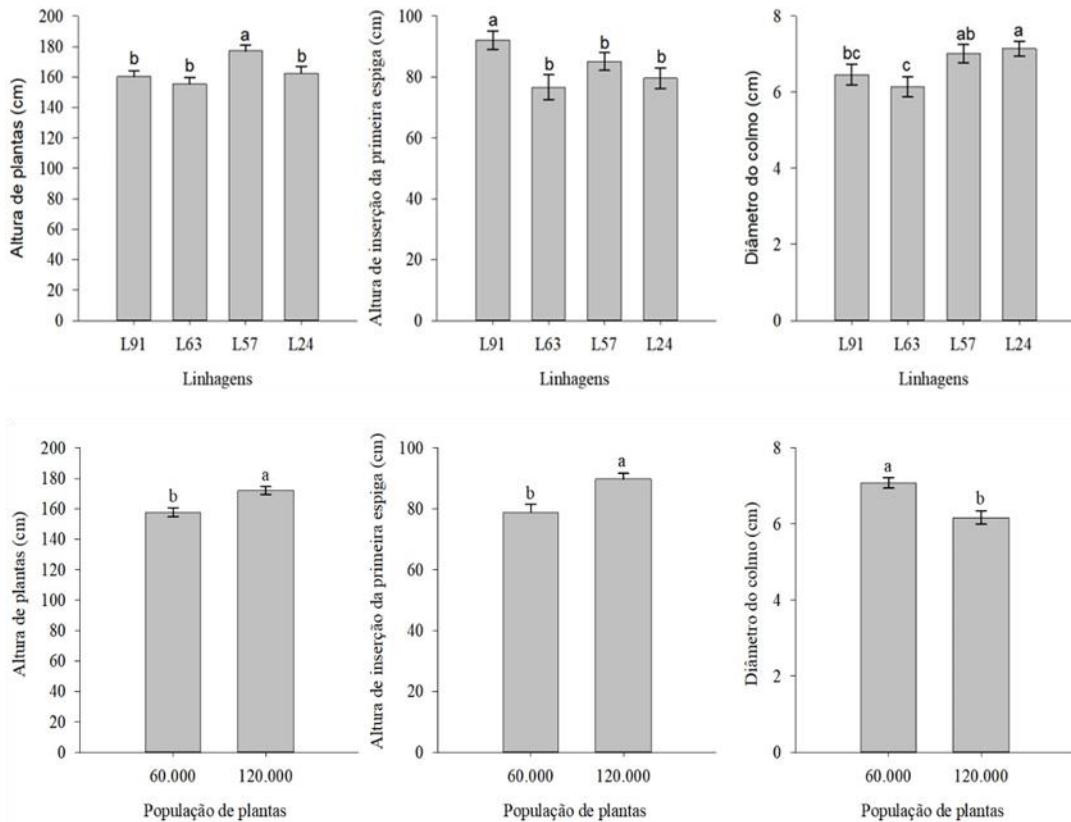 Altura de plantas (cm)
200
180
160
140
120
100
80
60
40
20
0
b
b
a
b
L91 L63 L57 L24
Linhagens
Altura de inserção da primeira espiga (cm)
100
80
60
40
20
0
a
b
b
b
L91 L63 L57 L24
Linhagens
Diâmetro do colmo (cm)
8
6
4
2
0
bc
c
ab
a
L91 L63 L57 L24
Linhagens
Altura de plantas (cm)
200
180
160
140
120
100
80
60
40
20
0
b
a
60.000 120.000
População de plantas
Altura de inserção da primeira espiga (cm)
100
80
60
40
20
0
b
a
60.000 120.000
População de plantas
Diâmetro do colmo (cm)
8
6
4
2
0
a
b
60.000 120.000
População de plantas